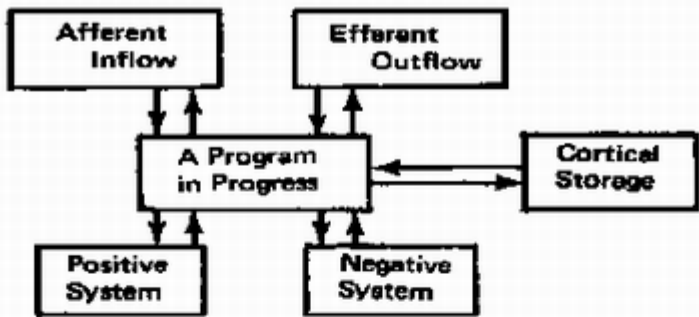 Afferent
Inflow
Efferent
Outflow
A Program
in Progress
Cortical
Storage
Positive
System
Negative
System